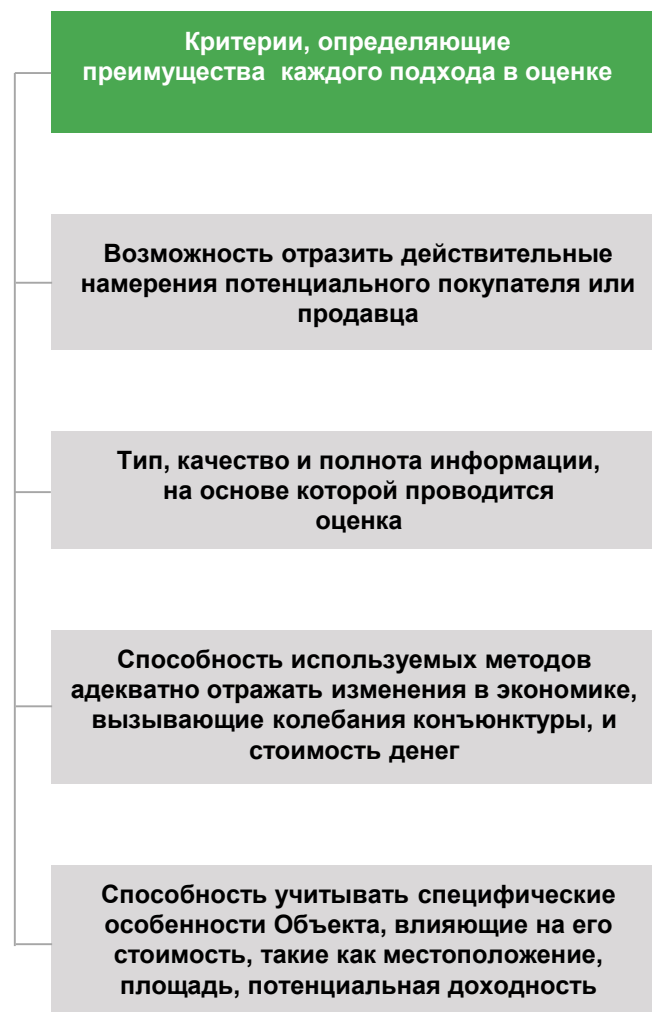 Критерии, определяющие
преимущества каждого подхода в оценке
Возможность отразить действительные
намерения потенциального покупателя или
продавца
Тип, качество и полнота информации,
на основе которой проводится
оценка
Способность используемых методов
адекватно отражать изменения в экономике,
вызывающие колебания конъюнктуры, и
стоимость денег
Способность учитывать специфические
особенности Объекта, влияющие на его
стоимость, такие как местоположение,
площадь, потенциальная доходность